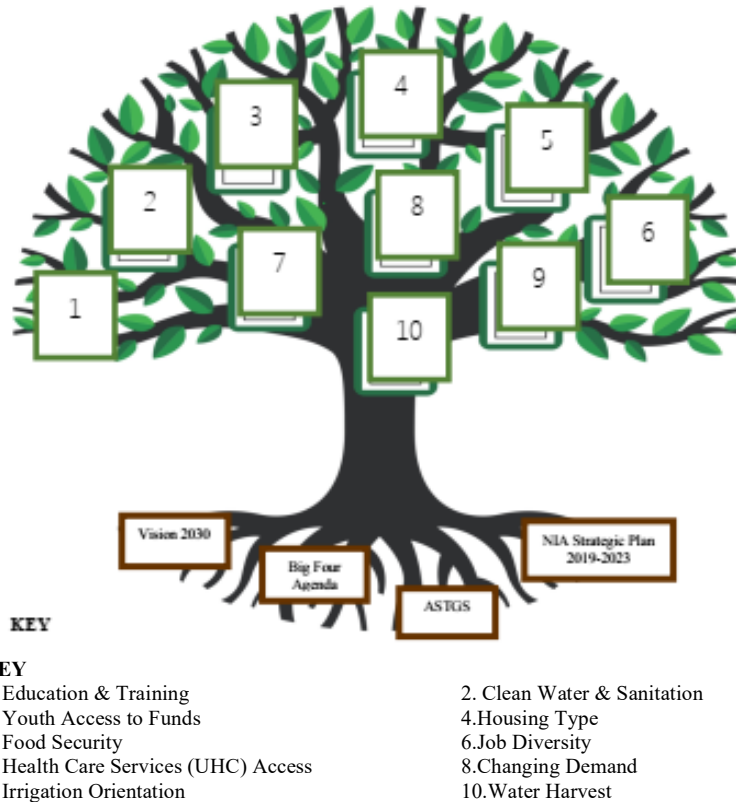 4
3
5
2
8
6
7
9
1
10
Vision 2030
NIA Strategic Plan
2019-2023
Big Four
Agenda
ASTGS
KEY
EY
Education & Training
2. Clean Water & Sanitation
Youth Access to Funds
4.Housing Type
Food Security
6.Job Diversity
Health Care Services (UHC) Access
8.Changing Demand
Irrigation Orientation
10.Water Harvest